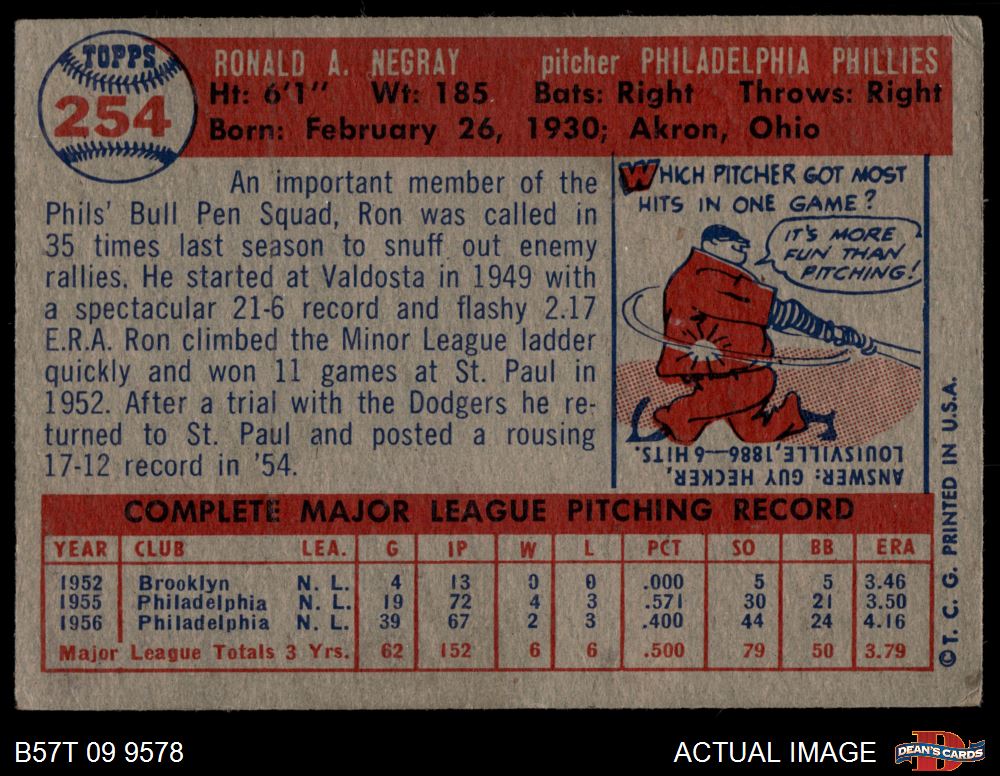 TOPPS
254
RONALD A. NEGRAY pitcher PHILADELPHIA PHILLIES
Ht: 6'1" Wt: 185 Bats: Right Throws: Right
Born: February 26, 1930; Akron, Ohio
An important member of the
Phils' Bull Pen Squad, Ron was called in
35 times last season to snuff out enemy
rallies. He started at Valdosta in 1949 with
a spectacular 21-6 record and flashy 2.17
E.R.A. Ron climbed the Minor League ladder
quickly and won 11 games at St. Paul in
1952. After a trial with the Dodgers he re-
turned to St. Paul and posted a rousing
17-12 record in '54.
WHICH PITCHER GOT MOST
HITS IN ONE GAME?
IT'S MORE
FUN THAN
PITCHING!
ANSWER: GUY HECKER,
LOUISVILLE, 1886—6 HITS.
COMPLETE MAJOR LEAGUE PITCHING RECORD
YEAR CLUB LEA. G IP W L PCT SO BB ERA
1952 Brooklyn N. L. 4 13 0 0 .000 5 5 3.46
1955 Philadelphia N. L. 19 72 4 3 .571 30 21 3.50
1956 Philadelphia N. L. 39 67 2 3 .400 44 24 4.16
Major League Totals 3 Yrs. 62 152 6 6 .500 79 50 3.79
© T. C. G. PRINTED IN U.S.A.
B57T 09 9578
ACTUAL IMAGE
DEAN'S CARDS